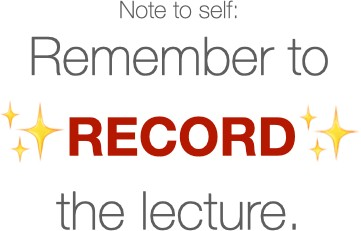 Note to self:
Remember to
✨RECORD✨
the lecture.